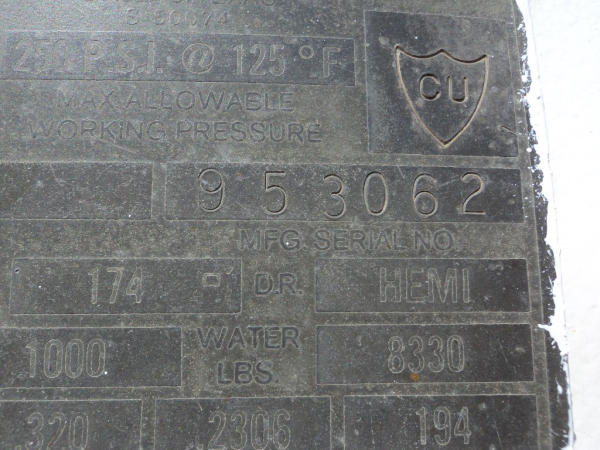 250 P.S.I. @ 125 °F
CU
MAX. ALLOWABLE
WORKING PRESSURE
953062
MFG. SERIAL NO.
174 D.R. HEMI
1000 WATER LBS. 8330
.320 .2306 194